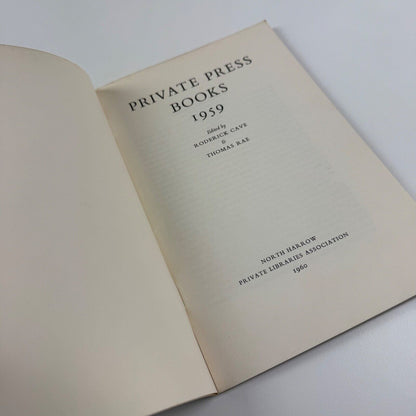 PRIVATE PRESS
BOOKS
1959
Edited by
RODERICK CAVE
&
THOMAS RAE
NORTH HARROW
PRIVATE LIBRARIES ASSOCIATION
1960